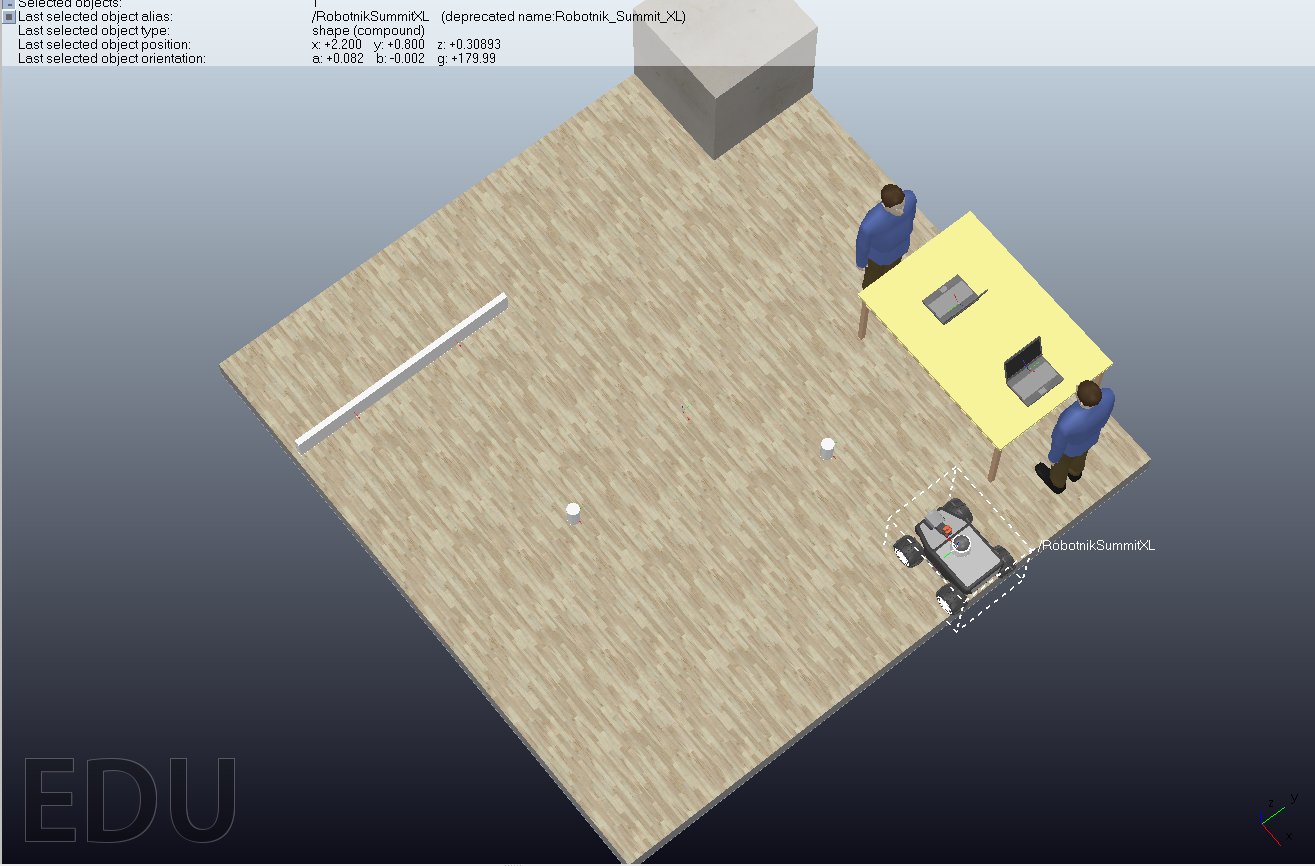 Selected objects: 1
Last selected object alias: /RobotnikSummitXL (deprecated name:Robotnik_Summit_XL)
Last selected object type: shape (compound)
Last selected object position: x: +2.200 y: +0.800 z: +0.30893
Last selected object orientation: a: +0.082 b: -0.002 g: +179.99
/RobotnikSummitXL
EDU
z y
x